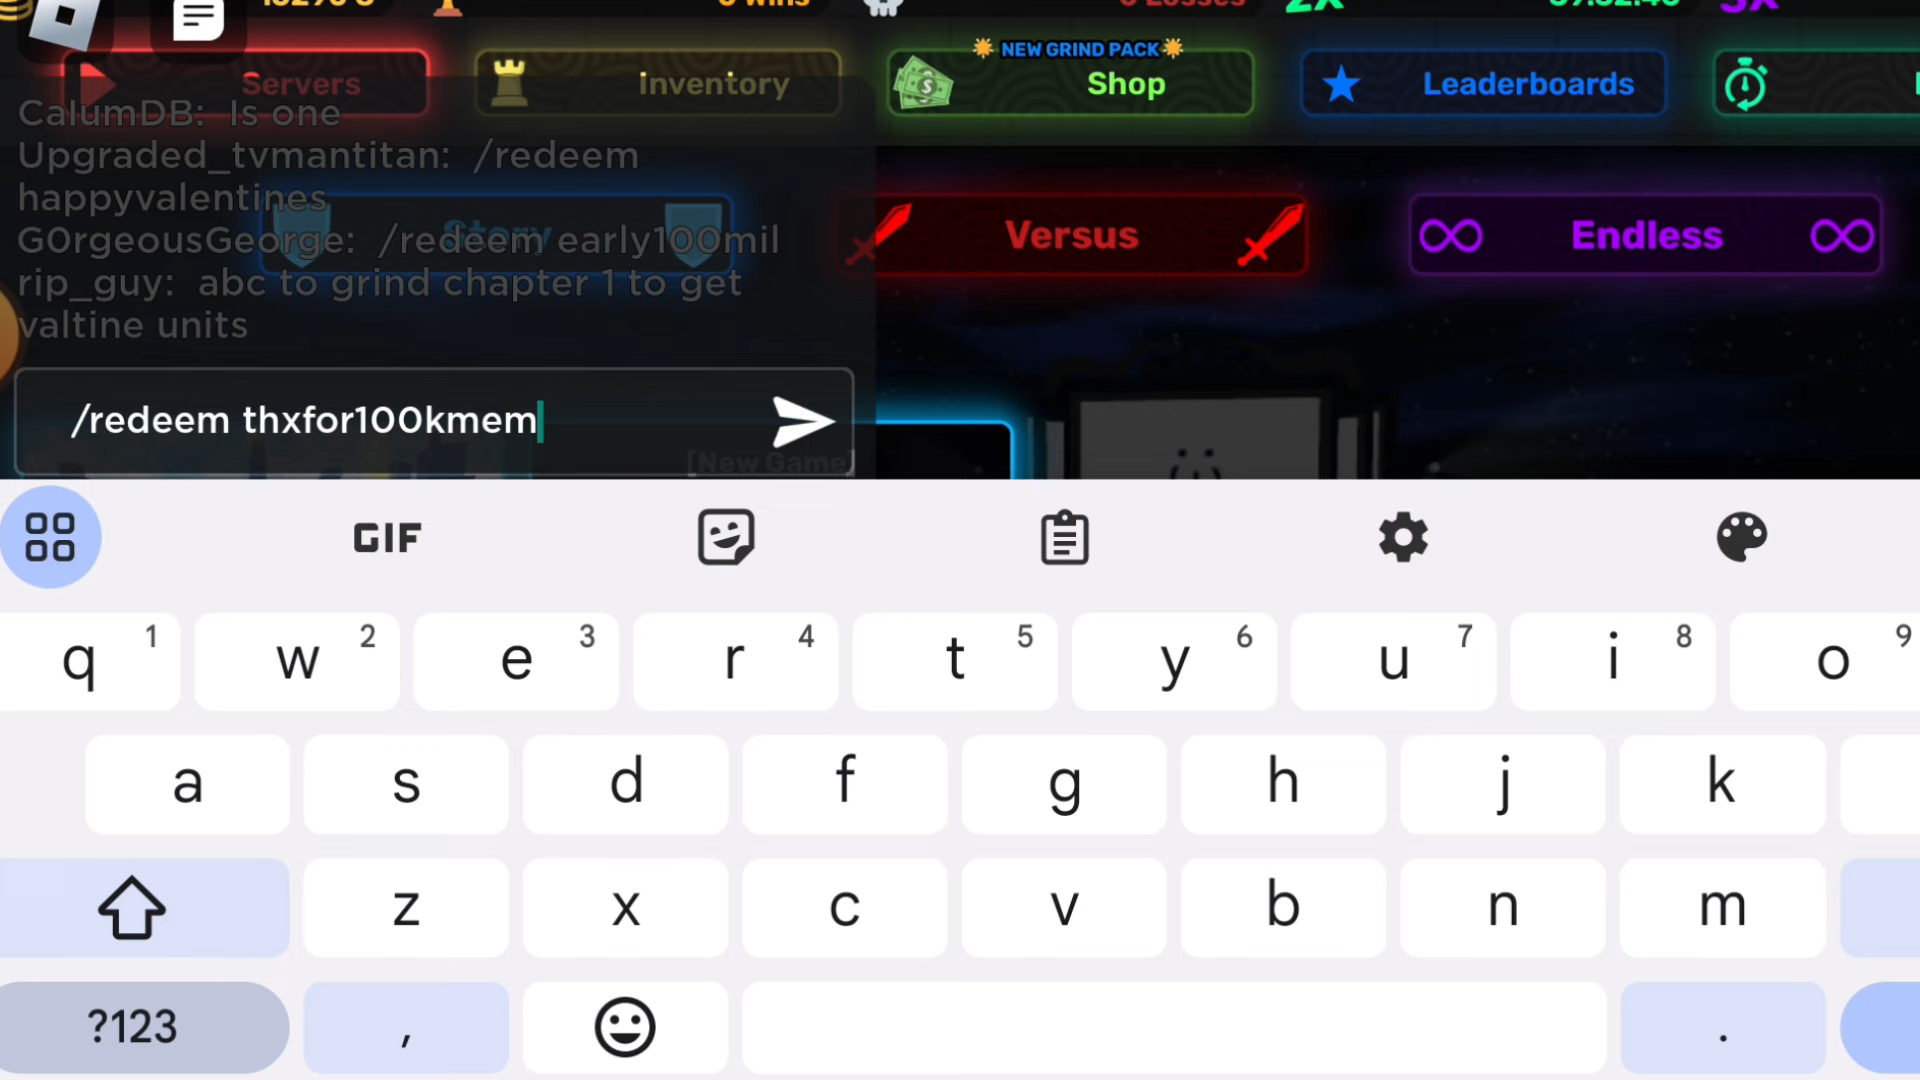 NEW GRIND PACK
Servers
Inventory
Shop
Leaderboards
CalumDB: Is one
Upgraded_tvmantitan: /redeem
happyvalentines
G0rgeousGeorge: /redeem early100mil
rip_guy: abc to grind chapter 1 to get
valtine units
Story
Versus
Endless
/redeem thxfor100kmem
[New Game]
GIF
q 1 w 2 e 3 r 4 t 5 y 6 u 7 i 8 o 9
a s d f g h j k
z x c v b n m
?123 , .